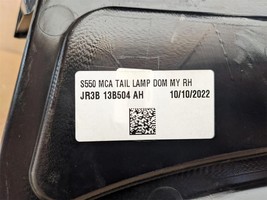 S550 MCA TAIL LAMP DOM MY RH
JR3B 13B504 AH 10/10/2022